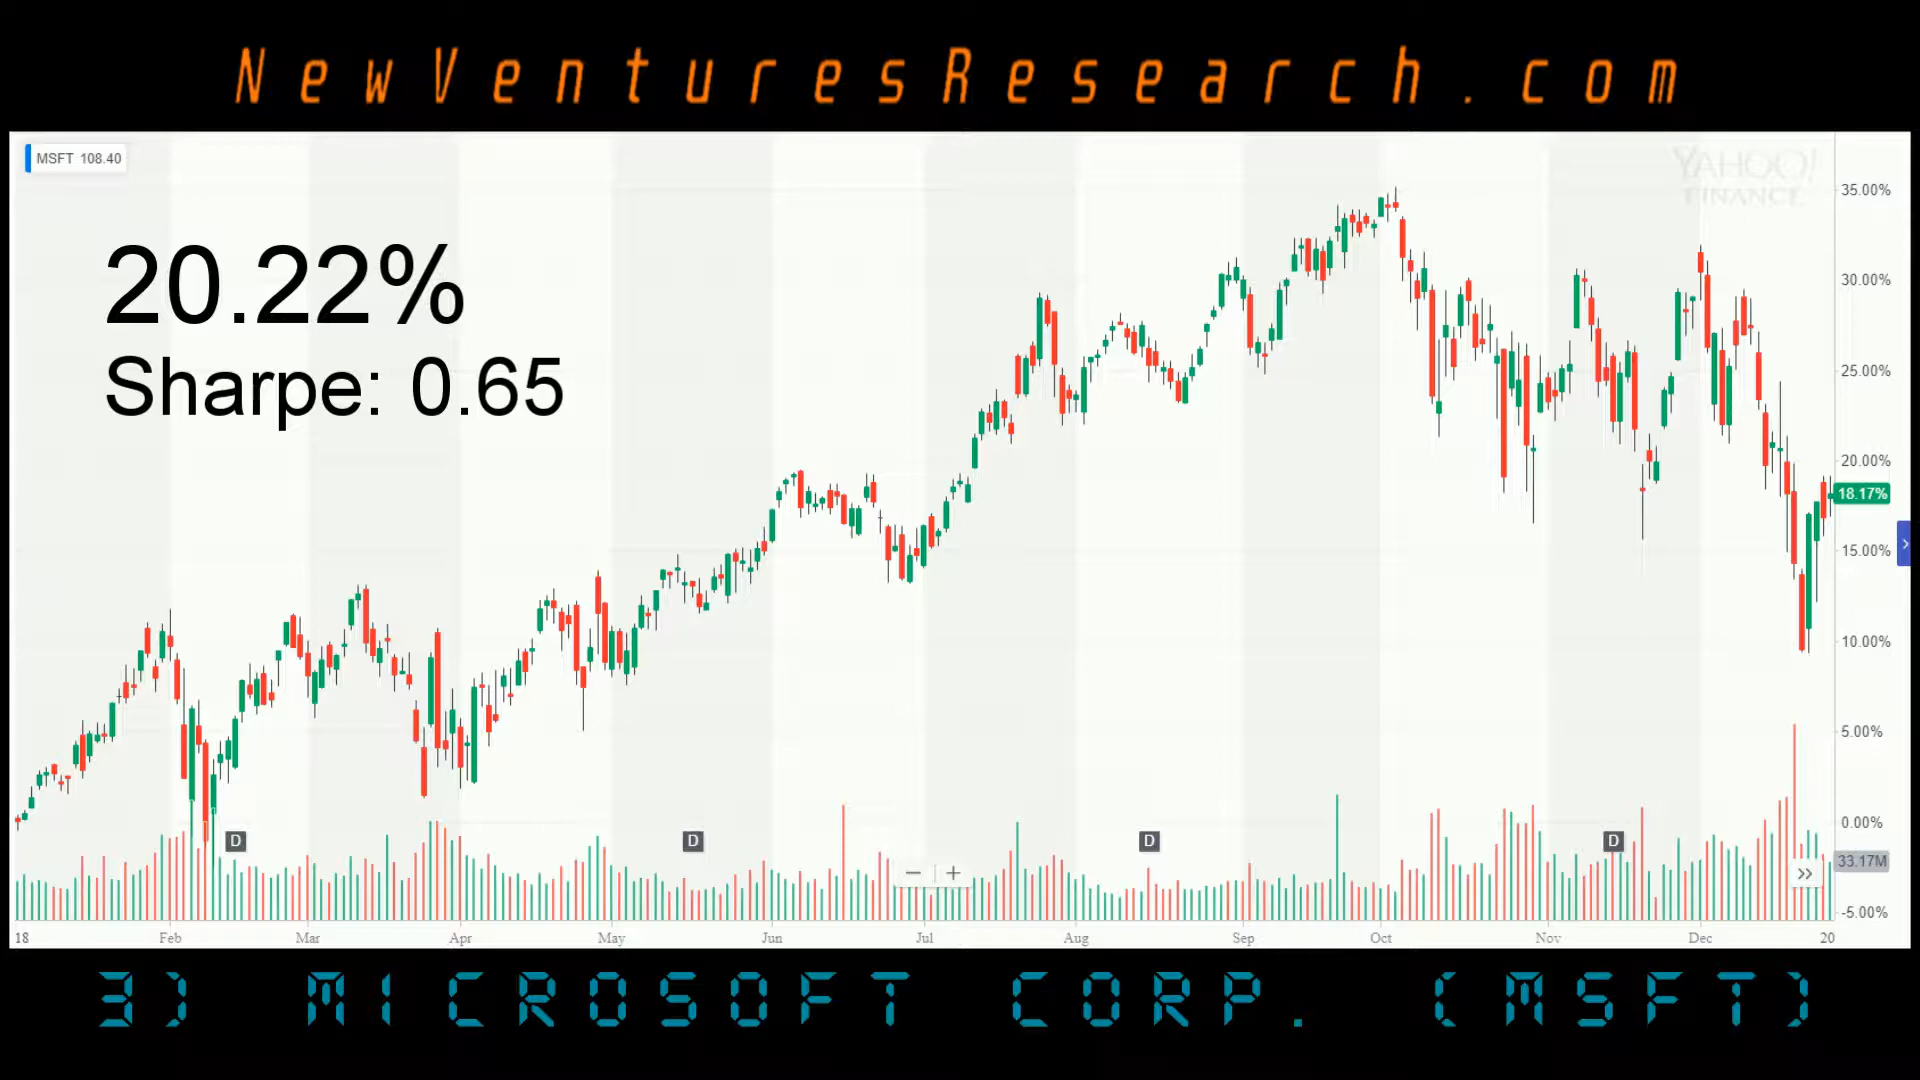 NewVenturesResearch.com
MSFT 108.40
YAHOO!
FINANCE
20.22%
Sharpe: 0.65
35.00%
30.00%
25.00%
20.00%
18.17%
15.00%
10.00%
5.00%
0.00%
33.17M
-5.00%
D D D D
− + »
18 Feb Mar Apr May Jun Jul Aug Sep Oct Nov Dec 20
3) MICROSOFT CORP. (MSFT)